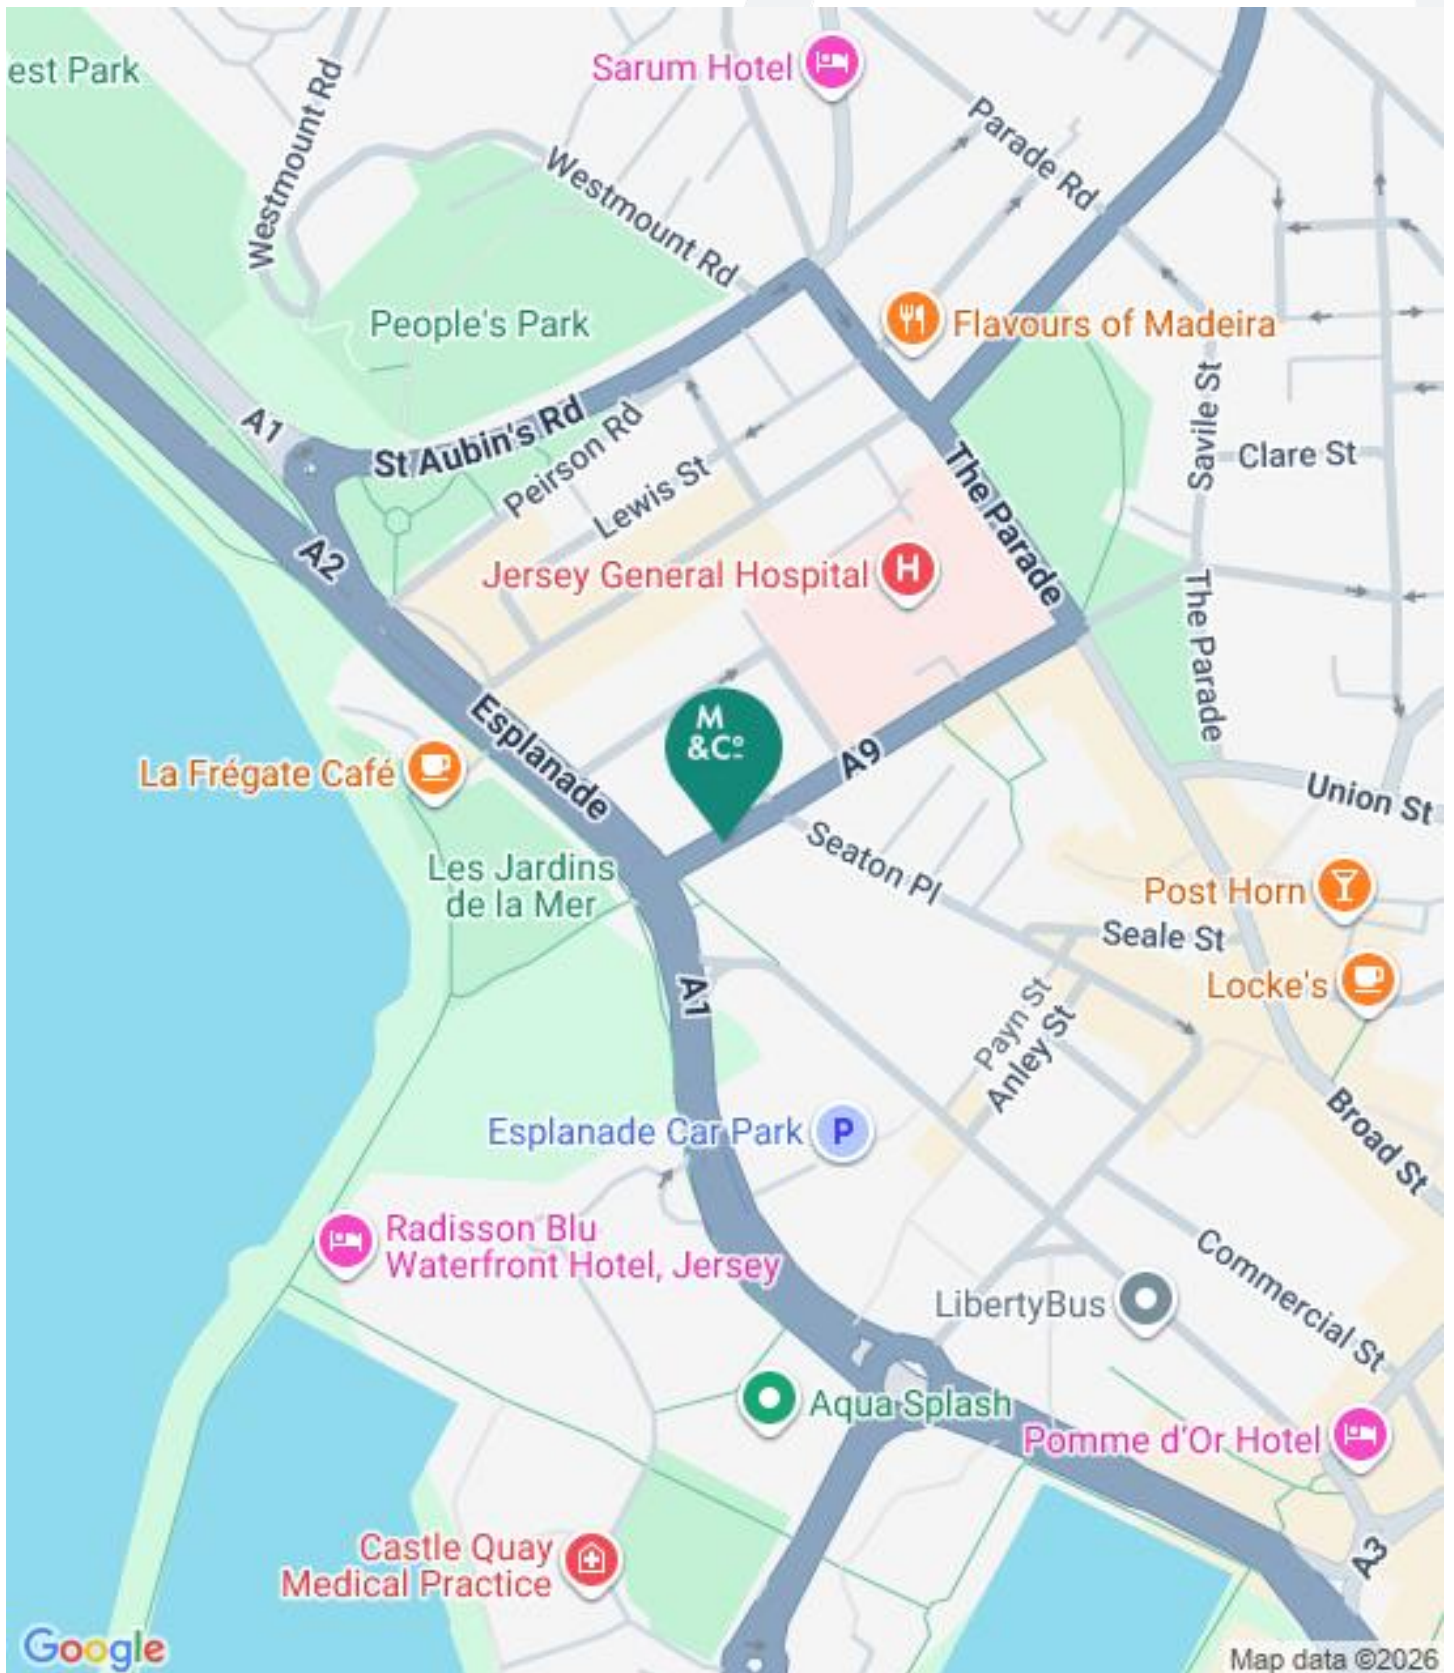 est Park
Sarum Hotel
Westmount Rd
Parade Rd
Westmount Rd
People's Park
Flavours of Madeira
A1
St Aubin's Rd
Peirson Rd
Lewis St
The Parade
Savile St
Clare St
A2
Jersey General Hospital
H
The Parade
M
&Co
Esplanade
La Frégate Café
A9
Union St
Seaton Pl
Les Jardins
de la Mer
Post Horn
Seale St
Locke's
A1
Payn St
Anley St
Esplanade Car Park
P
Broad St
Radisson Blu
Waterfront Hotel, Jersey
Commercial St
LibertyBus
Aqua Splash
Pomme d'Or Hotel
Castle Quay
Medical Practice
A3
Google
Map data ©2026